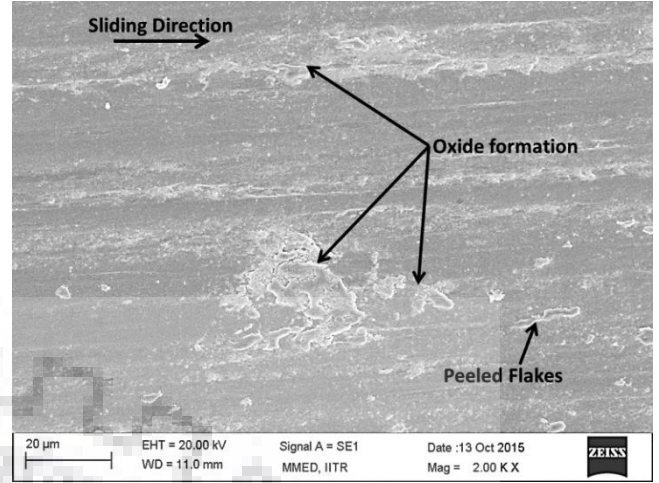 Sliding Direction
Oxide formation
Peeled Flakes
20 µm
EHT = 20.00 kV
Signal A = SE1
Date :13 Oct 2015
WD = 11.0 mm
MMED, IITR
Mag = 2.00 K X
ZEISS